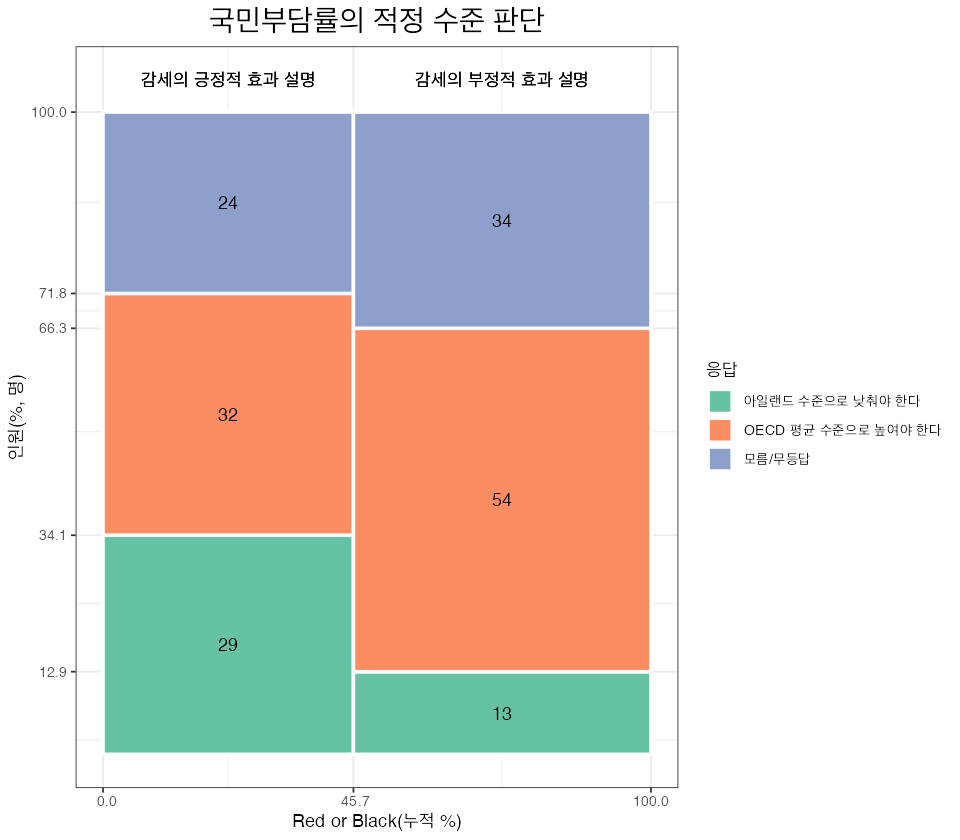 국민부담률의 적정 수준 판단
감세의 긍정적 효과 설명
감세의 부정적 효과 설명
100.0
71.8
66.3
34.1
12.9
인원(%, 명)
24
34
32
54
29
13
0.0
45.7
100.0
Red or Black(누적 %)
응답
아일랜드 수준으로 낮춰야 한다
OECD 평균 수준으로 높여야 한다
모름/무등답